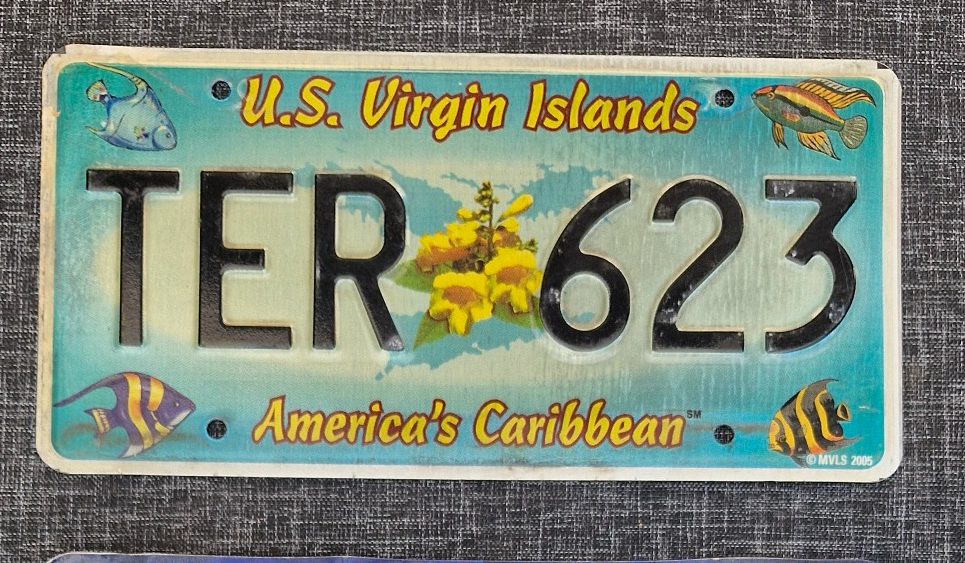 U.S. Virgin Islands
TER 623
America's Caribbean℠
© MVLS 2005